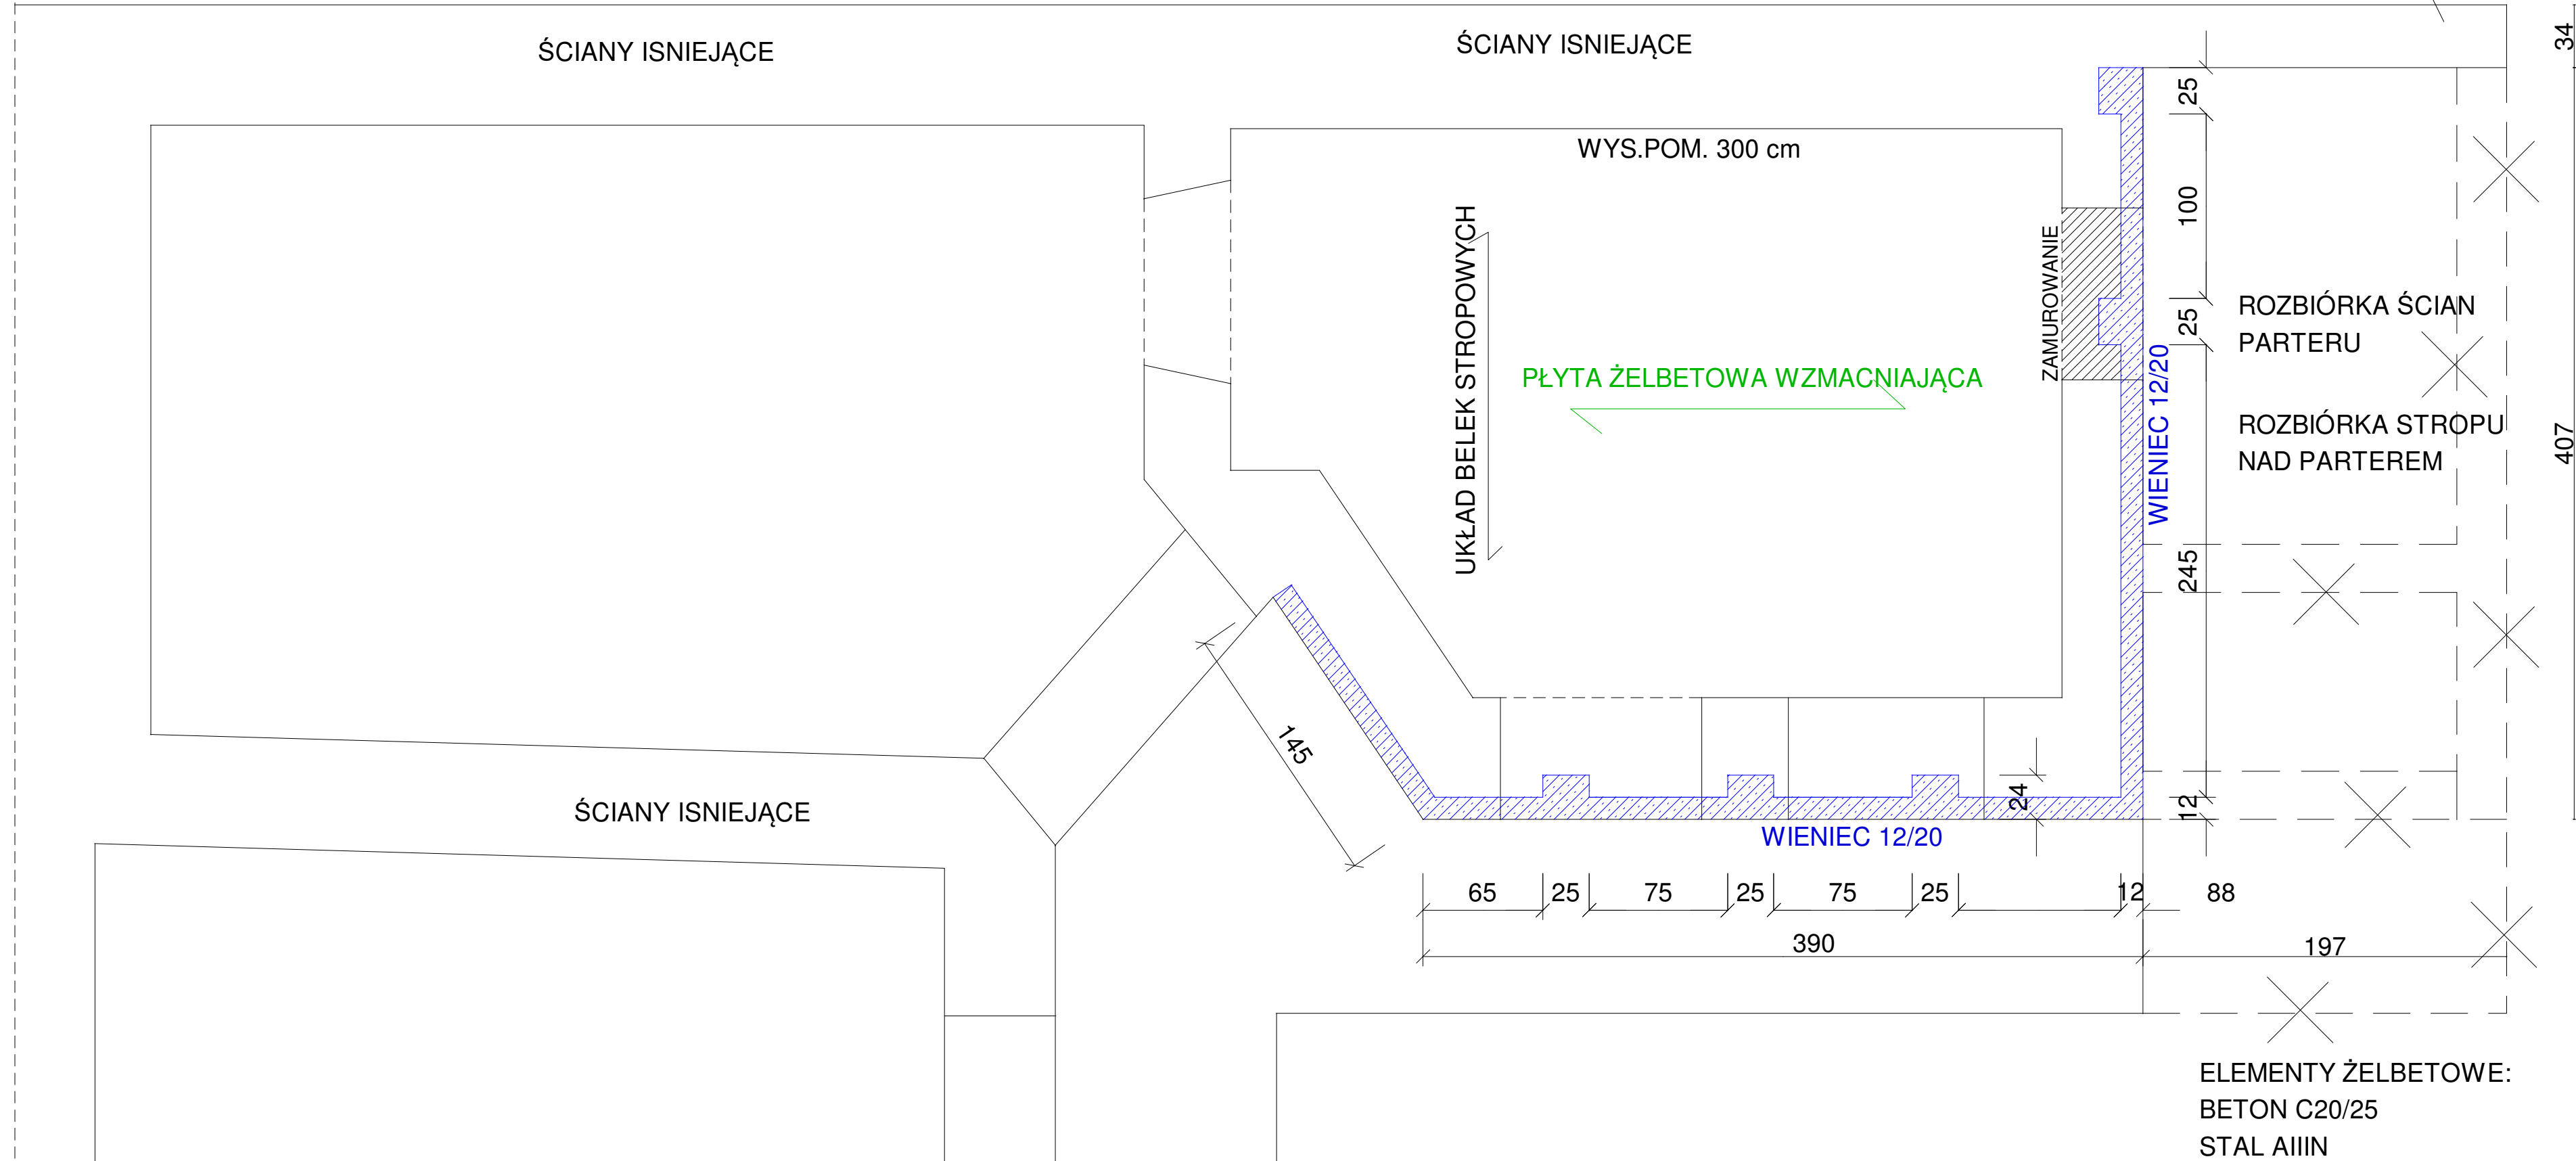 ŚCIANY ISNIEJĄCE
ŚCIANY ISNIEJĄCE
34
25
WYS.POM. 300 cm
100
UKŁAD BELEK STROPOWYCH
ZAMUROWANIE
ROZBIÓRKA ŚCIAN
PARTERU
25
PŁYTA ŻELBETOWA WZMACNIAJĄCA
WIENIEC 12/20
ROZBIÓRKA STROPU
NAD PARTEREM
407
245
145
24
12
ŚCIANY ISNIEJĄCE
WIENIEC 12/20
65
25
75
25
75
25
12
88
390
197
ELEMENTY ŻELBETOWE:
BETON C20/25
STAL AIIIN